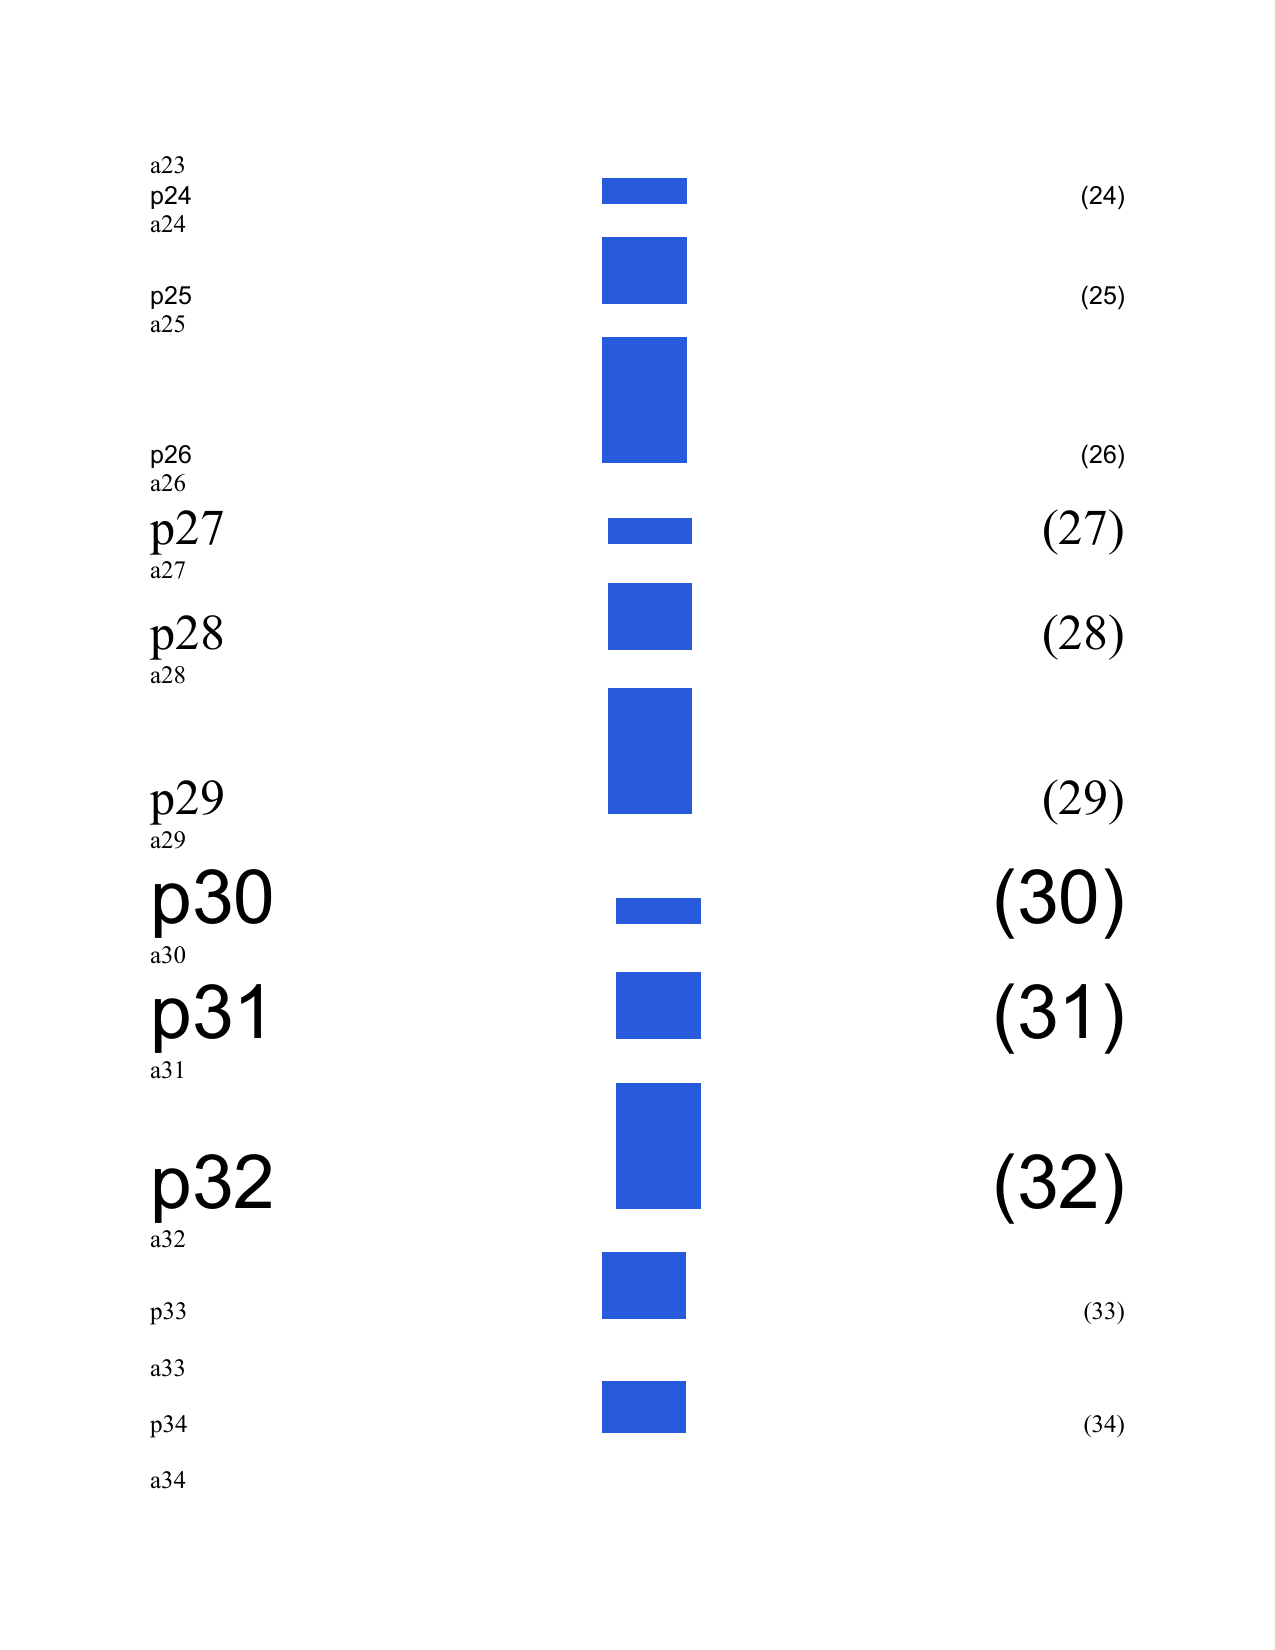 a23
p24 (24)
a24
p25 (25)
a25
p26 (26)
a26
p27 (27)
a27
p28 (28)
a28
p29 (29)
a29
p30 (30)
a30
p31 (31)
a31
p32 (32)
a32
p33 (33)
a33
p34 (34)
a34